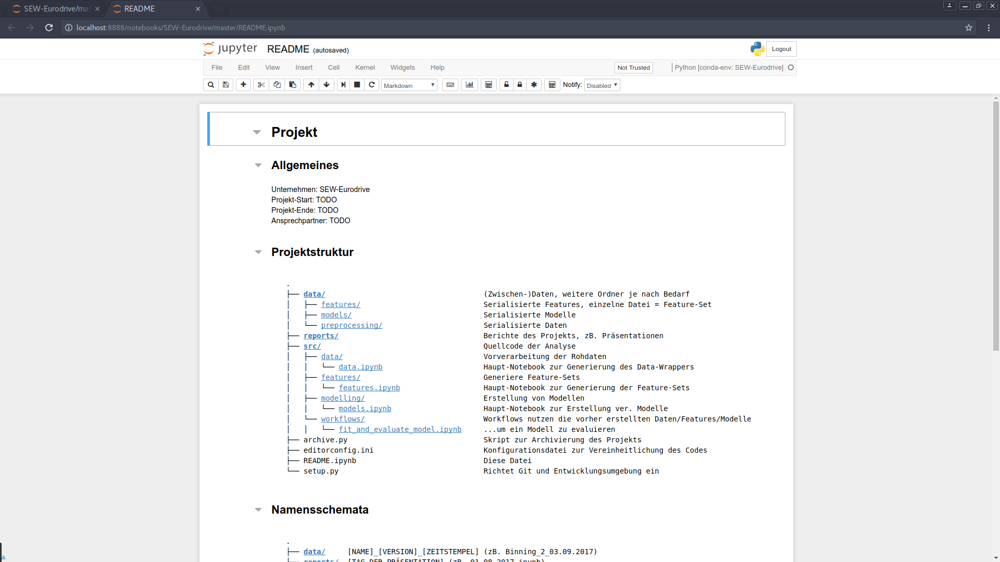 SEW-Eurodrive/mas
README
localhost:8888/notebooks/SEW-Eurodrive/master/README.ipynb
jupyter README (autosaved)
Logout
File Edit View Insert Cell Kernel Widgets Help
Not Trusted
Python [conda-env: SEW-Eurodrive]
Markdown
Notify: Disabled
Projekt
Allgemeines
Unternehmen: SEW-Eurodrive
Projekt-Start: TODO
Projekt-Ende: TODO
Ansprechpartner: TODO
Projektstruktur
.
├── data/ (Zwischen-)Daten, weitere Ordner je nach Bedarf
│ ├── features/ Serialisierte Features, einzelne Datei = Feature-Set
│ ├── models/ Serialisierte Modelle
│ └── preprocessing/ Serialisierte Daten
├── reports/ Berichte des Projekts, zB. Präsentationen
├── src/ Quellcode der Analyse
│ ├── data/ Vorverarbeitung der Rohdaten
│ │ └── data.ipynb Haupt-Notebook zur Generierung des Data-Wrappers
│ ├── features/ Generiere Feature-Sets
│ │ └── features.ipynb Haupt-Notebook zur Generierung der Feature-Sets
│ ├── modelling/ Erstellung von Modellen
│ │ └── models.ipynb Haupt-Notebook zur Erstellung ver. Modelle
│ └── workflows/ Workflows nutzen die vorher erstellten Daten/Features/Modelle
│ │ └── fit_and_evaluate_model.ipynb ...um ein Modell zu evaluieren
├── archive.py Skript zur Archivierung des Projekts
├── editorconfig.ini Konfigurationsdatei zur Vereinheitlichung des Codes
├── README.ipynb Diese Datei
└── setup.py Richtet Git und Entwicklungsumgebung ein
Namensschemata
.
├── data/ [NAME]_[VERSION]_[ZEITSTEMPEL] (zB. Binning_2_03.09.2017)
├── reports/ [TAG DER PRÄSENTATION] (zB. 01.08.2017.ipynb)